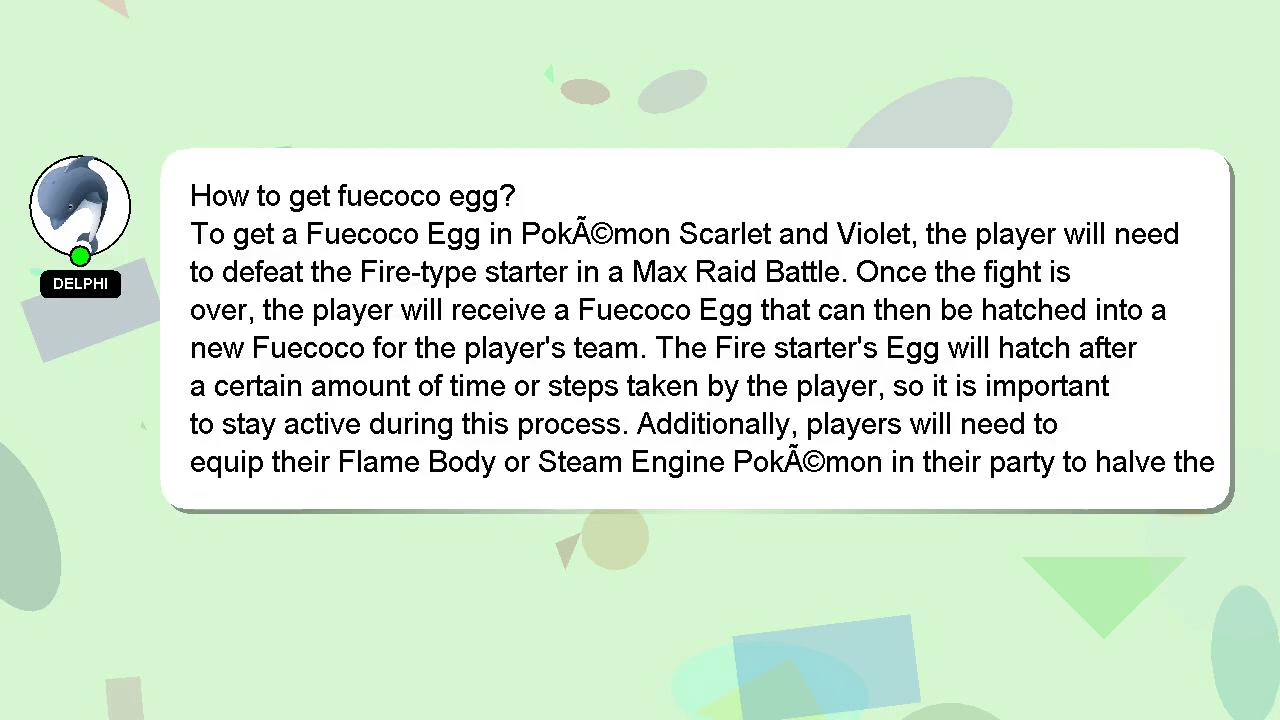 How to get fuecoco egg?
To get a Fuecoco Egg in PokÃ©mon Scarlet and Violet, the player will need
to defeat the Fire-type starter in a Max Raid Battle. Once the fight is
over, the player will receive a Fuecoco Egg that can then be hatched into a
new Fuecoco for the player's team. The Fire starter's Egg will hatch after
a certain amount of time or steps taken by the player, so it is important
to stay active during this process. Additionally, players will need to
equip their Flame Body or Steam Engine PokÃ©mon in their party to halve the
DELPHI